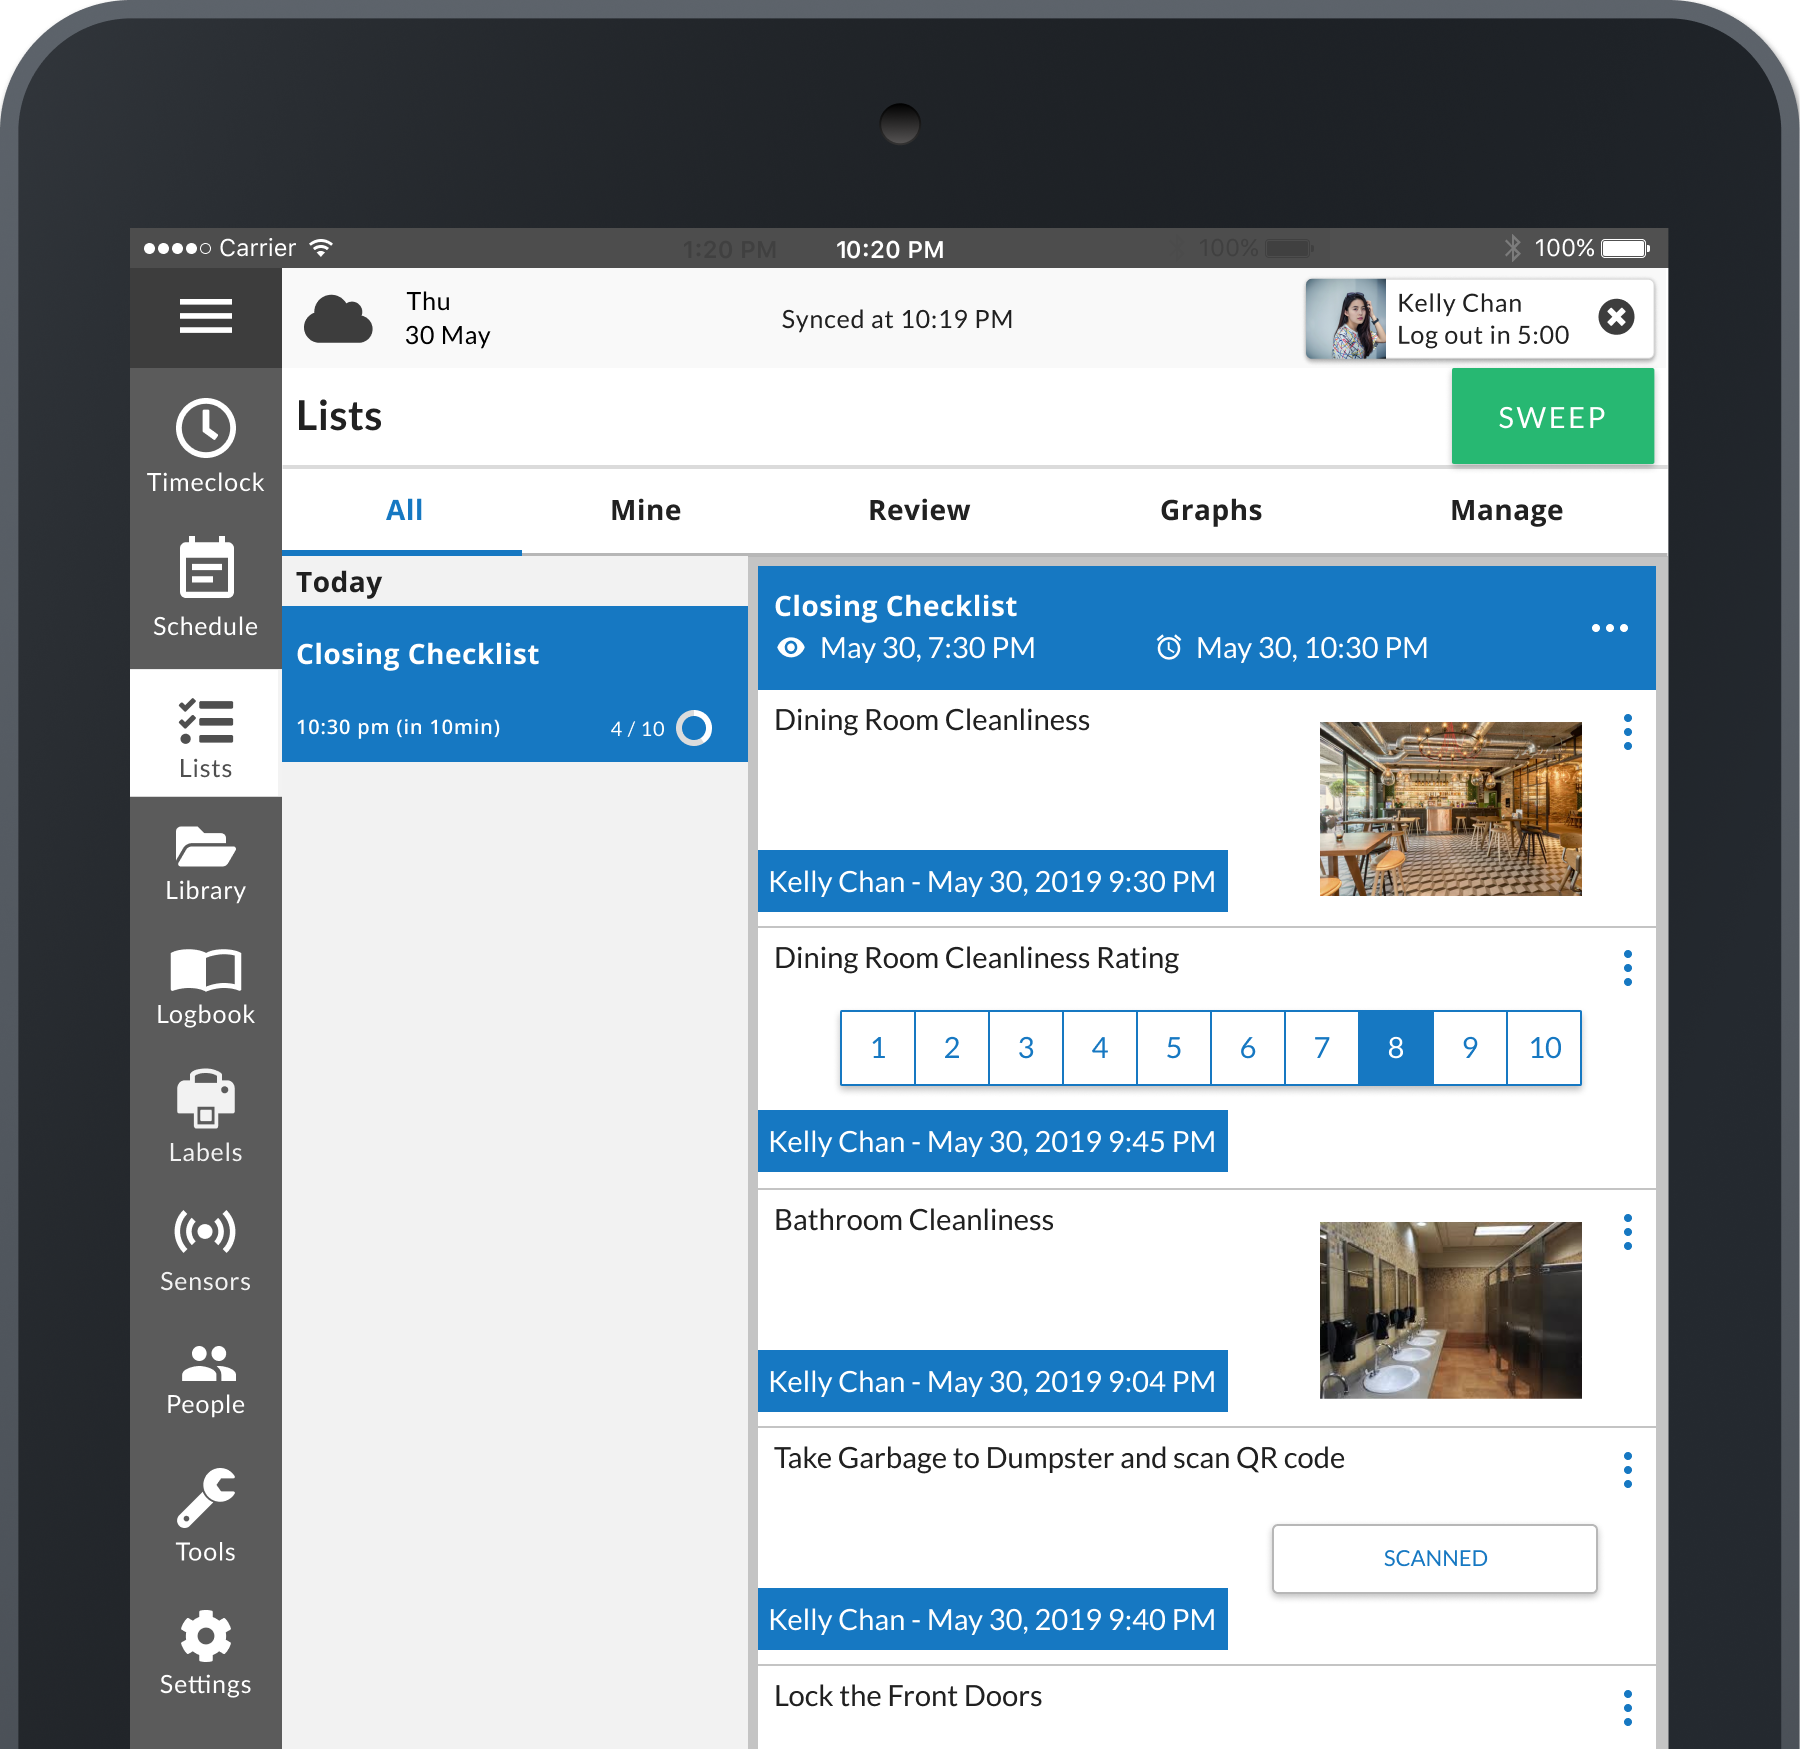 Carrier
1:20 PM
10:20 PM
100%
100%
Thu
30 May
Synced at 10:19 PM
Kelly Chan
Log out in 5:00
Lists
SWEEP
Timeclock
Schedule
Lists
Library
Logbook
Labels
Sensors
People
Tools
Settings
All
Mine
Review
Graphs
Manage
Today
Closing Checklist
10:30 pm (in 10min)
4 / 10
Closing Checklist
May 30, 7:30 PM
May 30, 10:30 PM
Dining Room Cleanliness
Kelly Chan - May 30, 2019 9:30 PM
Dining Room Cleanliness Rating
1 2 3 4 5 6 7 8 9 10
Kelly Chan - May 30, 2019 9:45 PM
Bathroom Cleanliness
Kelly Chan - May 30, 2019 9:04 PM
Take Garbage to Dumpster and scan QR code
SCANNED
Kelly Chan - May 30, 2019 9:40 PM
Lock the Front Doors